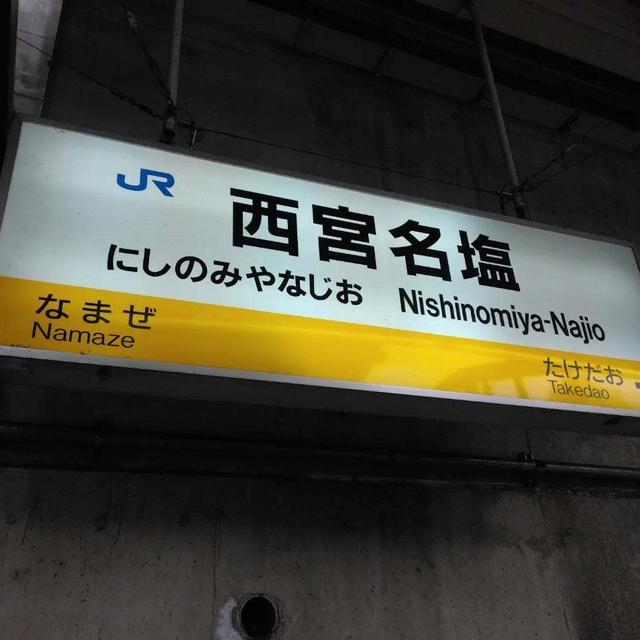 JR 西宮名塩
にしのみやなじお Nishinomiya-Najio
なまぜ
Namaze
たけだお
Takedao